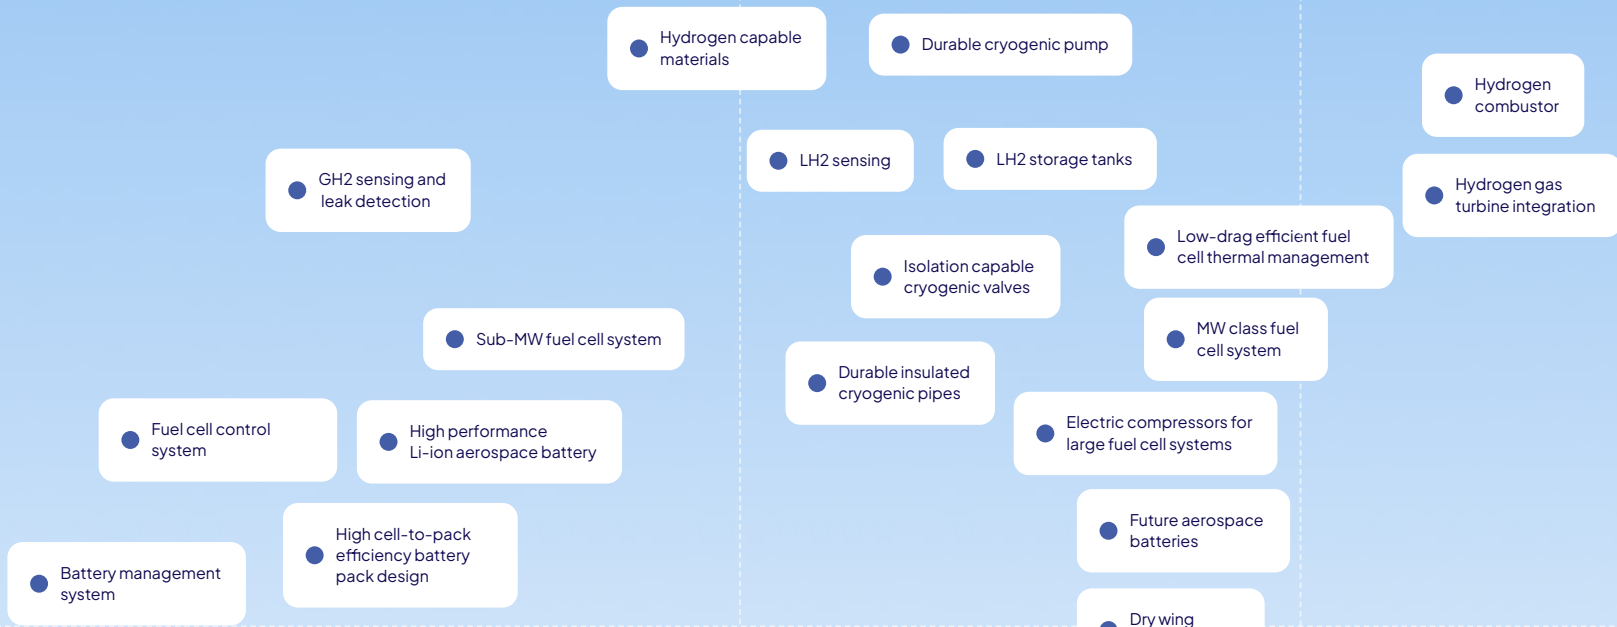 Hydrogen capable
materials
Durable cryogenic pump
Hydrogen
combustor
LH2 sensing
LH2 storage tanks
GH2 sensing and
leak detection
Hydrogen gas
turbine integration
Low-drag efficient fuel
cell thermal management
Isolation capable
cryogenic valves
Sub-MW fuel cell system
MW class fuel
cell system
Durable insulated
cryogenic pipes
Fuel cell control
system
High performance
Li-ion aerospace battery
Electric compressors for
large fuel cell systems
High cell-to-pack
efficiency battery
pack design
Future aerospace
batteries
Battery management
system
Dry wing